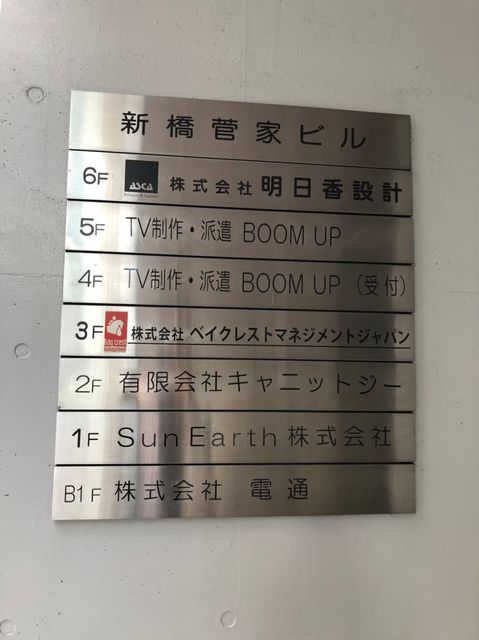 新橋菅家ビル
6F ASCA 株式会社 明日香設計
5F TV制作・派遣 BOOM UP
4F TV制作・派遣 BOOM UP (受付)
3F bay crest 株式会社 ベイクレストマネジメントジャパン
2F 有限会社キャニットジー
1F Sun Earth 株式会社
B1F 株式会社 電通